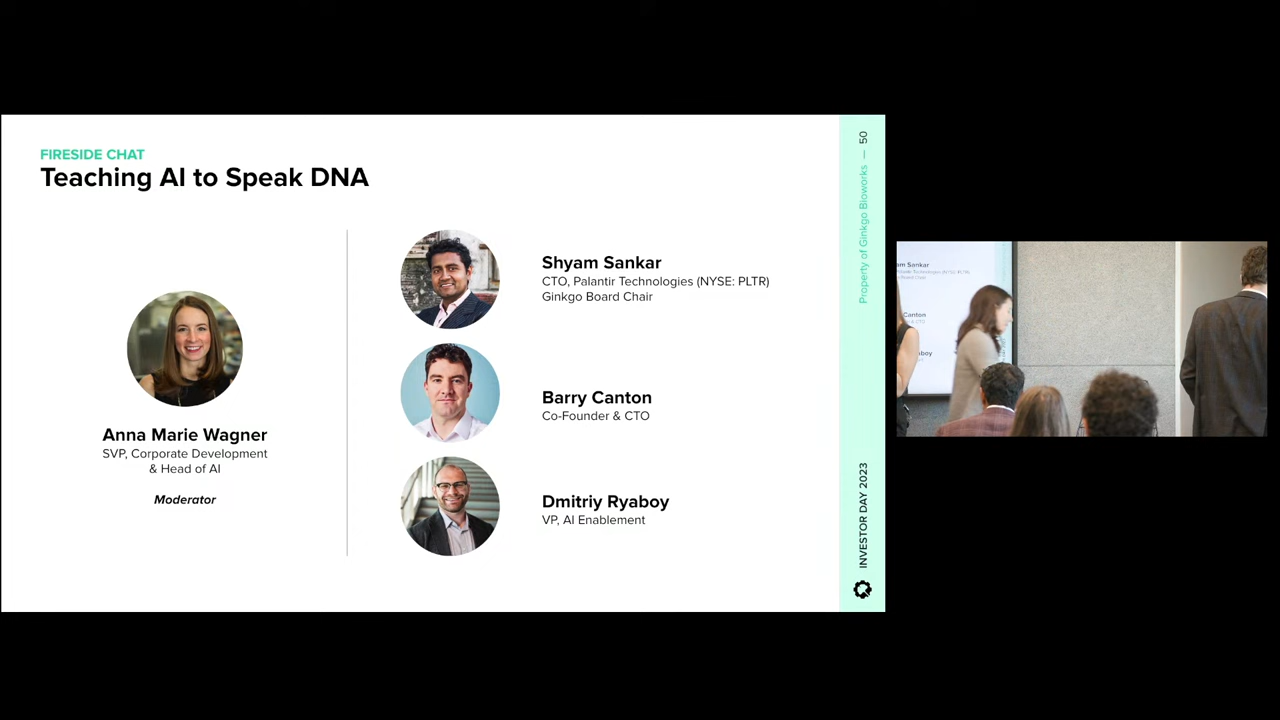 FIRESIDE CHAT
Teaching AI to Speak DNA
Anna Marie Wagner
SVP, Corporate Development
& Head of AI
Moderator
Shyam Sankar
CTO, Palantir Technologies (NYSE: PLTR)
Ginkgo Board Chair
Barry Canton
Co-Founder & CTO
Dmitriy Ryaboy
VP, AI Enablement
Property of Ginkgo Bioworks — 50
INVESTOR DAY 2023
Sankar
Canton